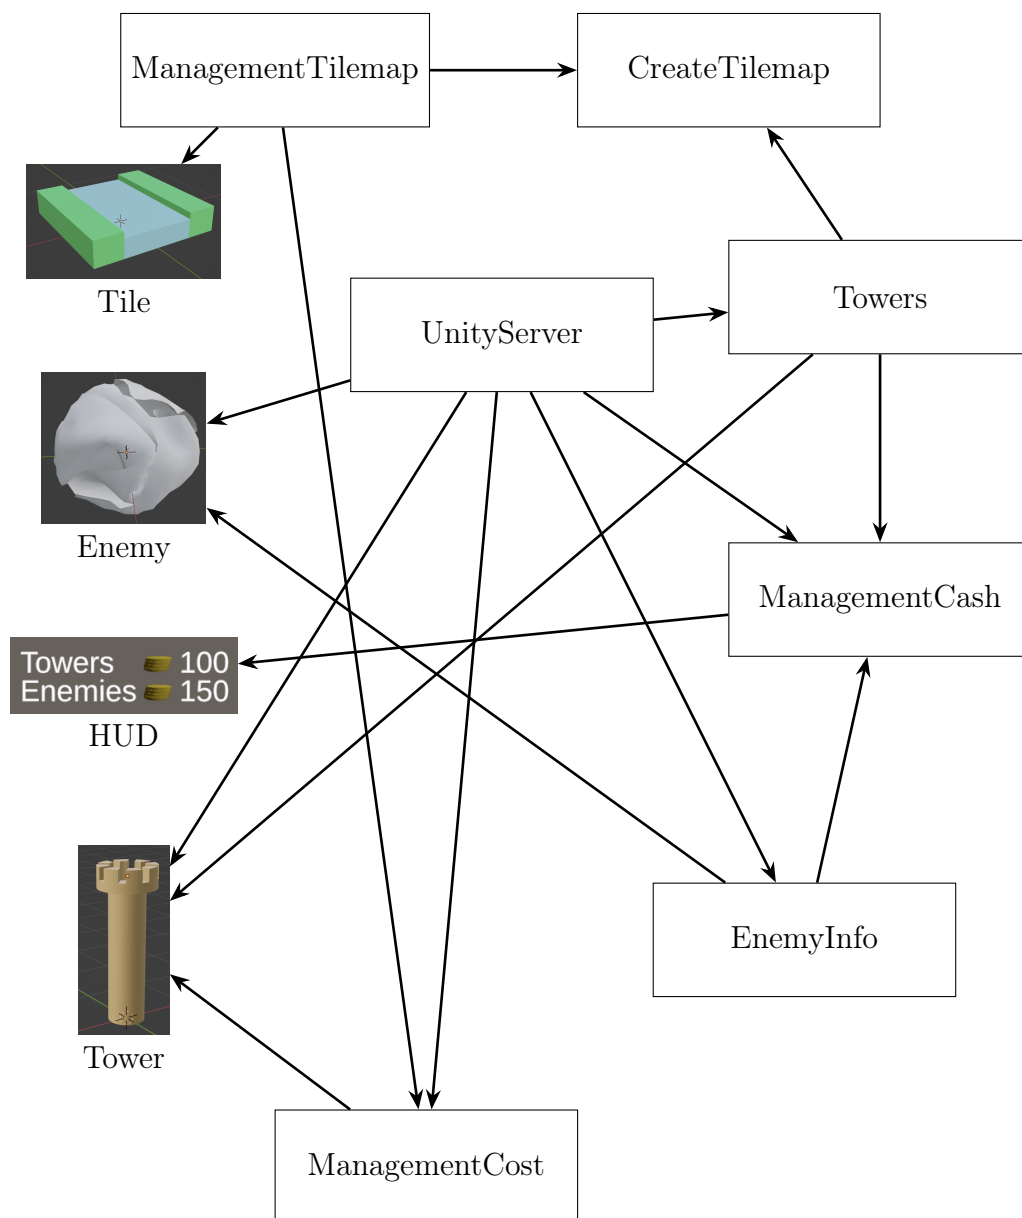 ManagementTilemap
CreateTilemap
Tile
Towers
UnityServer
Enemy
ManagementCash
Towers 100
Enemies 150
HUD
EnemyInfo
Tower
ManagementCost